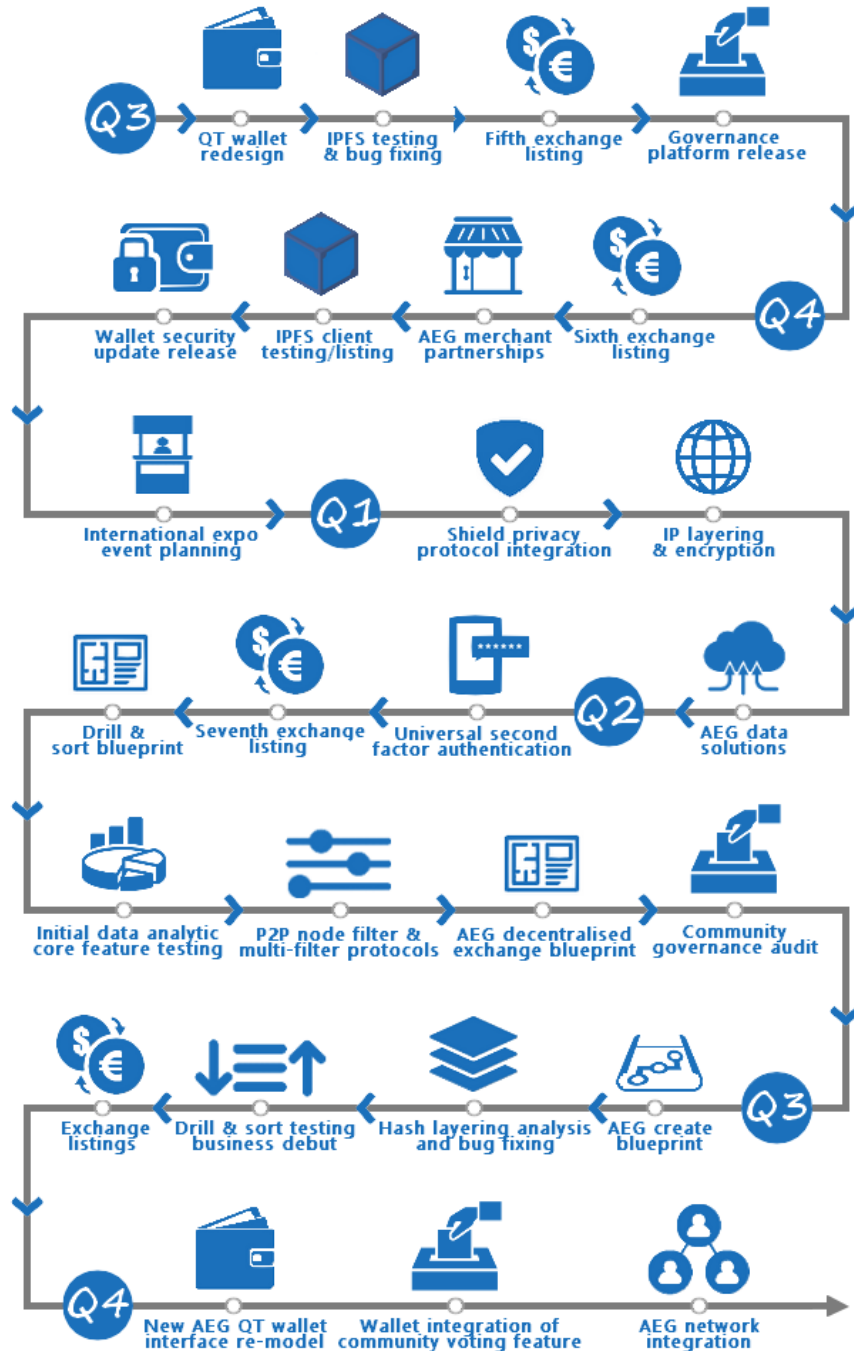 Q3
QT wallet
redesign
IPFS testing
& bug fixing
Fifth exchange
listing
Governance
platform release
$
€
Q4
Sixth exchange
listing
AEG merchant
partnerships
IPFS client
testing/listing
Wallet security
update release
$
€
International expo
event planning
Q1
Shield privacy
protocol integration
IP layering
& encryption
AEG data
solutions
Q2
Universal second
factor authentication
******
Seventh exchange
listing
$
€
Drill &
sort blueprint
Initial data analytic
core feature testing
P2P node filter &
multi-filter protocols
AEG decentralised
exchange blueprint
Community
governance audit
Q3
AEG create
blueprint
Hash layering analysis
and bug fixing
Drill & sort testing
business debut
Exchange
listings
$
€
Q4
New AEG QT wallet
interface re-model
Wallet integration of
community voting feature
AEG network
integration